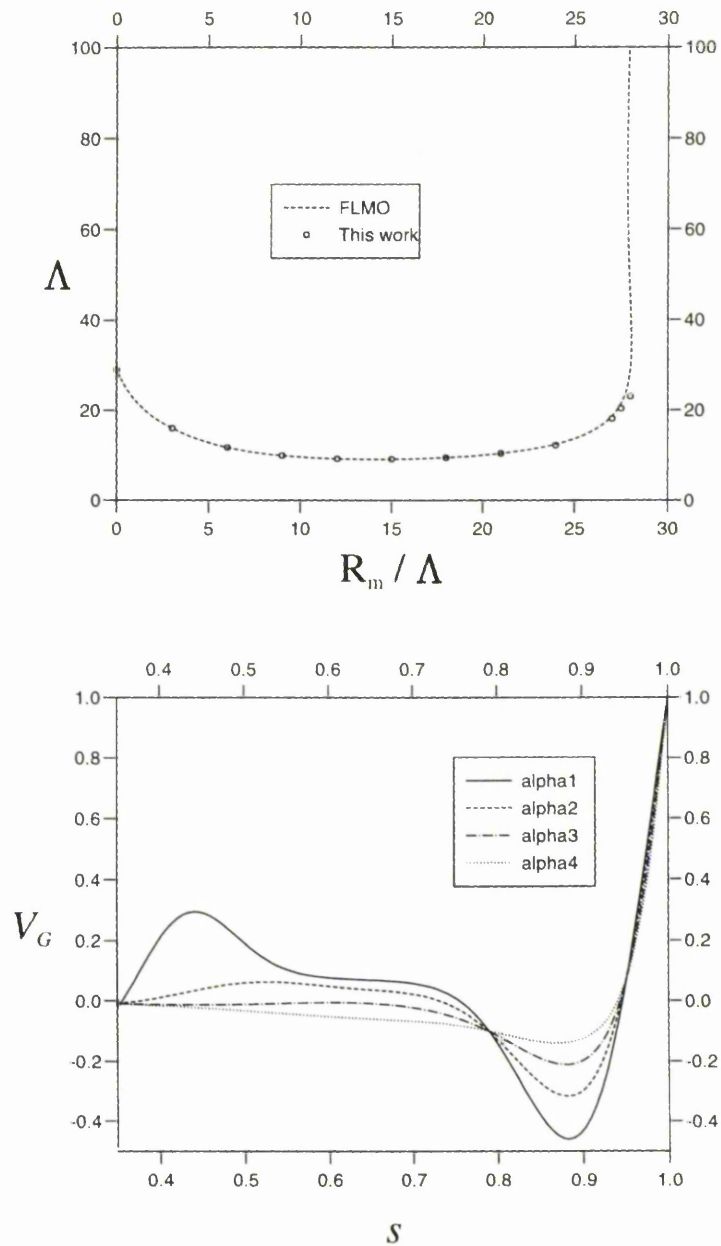 0 5 10 15 20 25 30
100 100
80 80
FLMO
This work
60 60
Λ
40 40
20 20
0 0
0 5 10 15 20 25 30
R_m / Λ
0.4 0.5 0.6 0.7 0.8 0.9 1.0
1.0 1.0
0.8 0.8
alpha1
alpha2
alpha3
alpha4
0.6 0.6
0.4 0.4
V_G
0.2 0.2
0.0 0.0
-0.2 -0.2
-0.4 -0.4
0.4 0.5 0.6 0.7 0.8 0.9 1.0
s